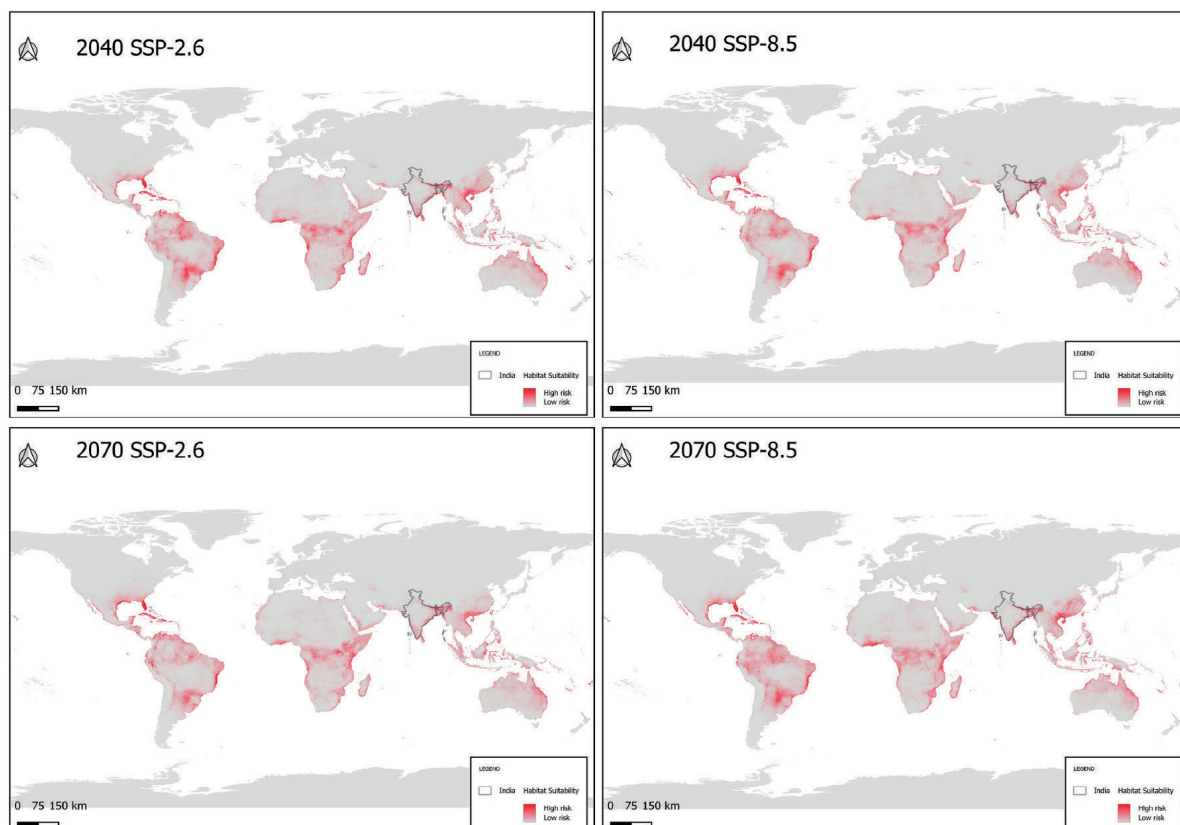 2040 SSP-2.6
LEGEND
India Habitat Suitability
High risk
Low risk
0 75 150 km
2040 SSP-8.5
LEGEND
India Habitat Suitability
High risk
Low risk
0 75 150 km
2070 SSP-2.6
LEGEND
India Habitat Suitability
High risk
Low risk
0 75 150 km
2070 SSP-8.5
LEGEND
India Habitat Suitability
High risk
Low risk
0 75 150 km